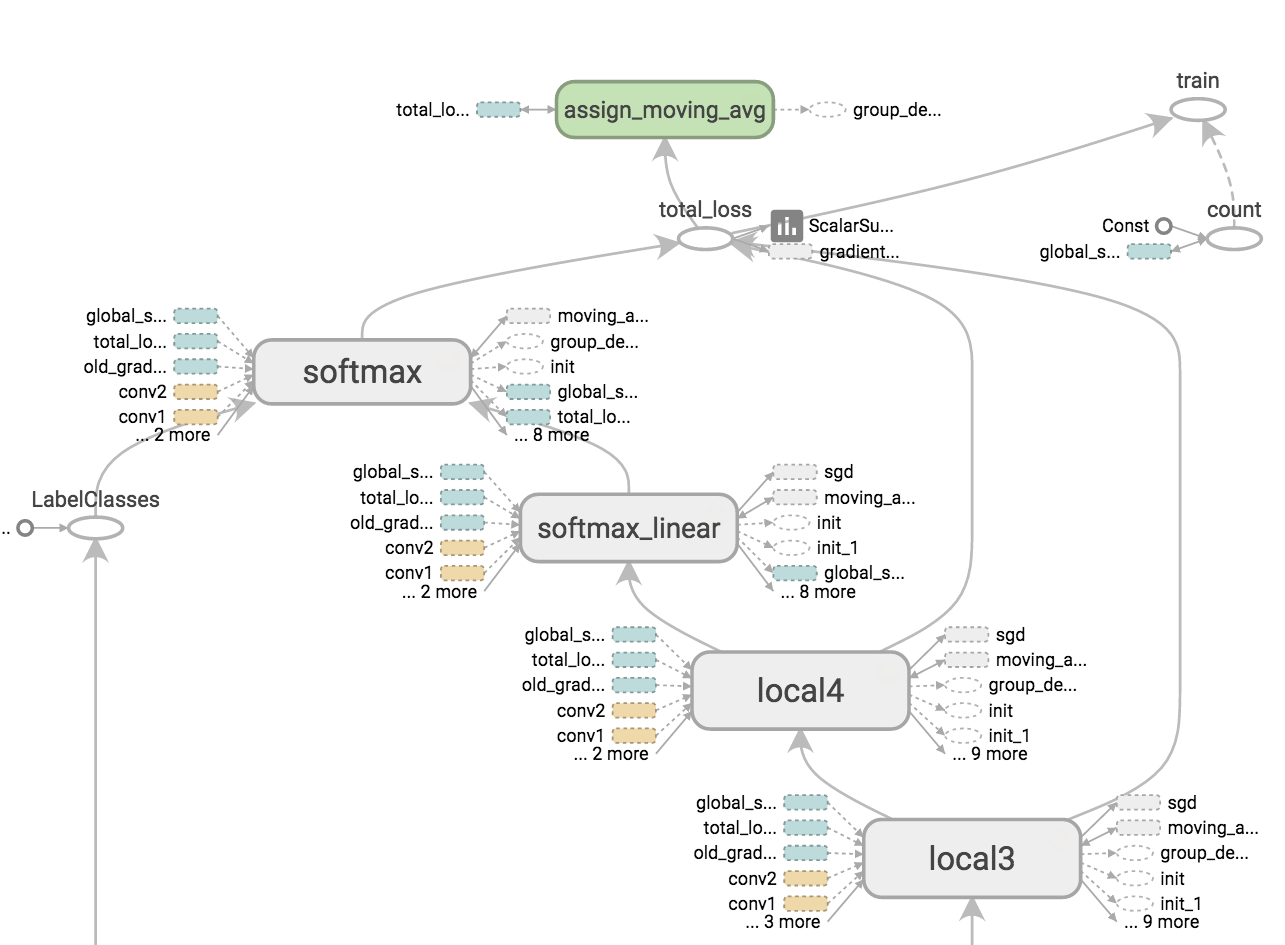 train
total_lo...
assign_moving_avg
group_de...
total_loss
count
ScalarSu...
gradient...
Const
global_s...
global_s...
total_lo...
old_grad...
conv2
conv1
... 2 more
softmax
moving_a...
group_de...
init
global_s...
total_lo...
... 8 more
LabelClasses
..
global_s...
total_lo...
old_grad...
conv2
conv1
... 2 more
softmax_linear
sgd
moving_a...
init
init_1
global_s...
... 8 more
global_s...
total_lo...
old_grad...
conv2
conv1
... 2 more
local4
sgd
moving_a...
group_de...
init
init_1
... 9 more
global_s...
total_lo...
old_grad...
conv2
conv1
... 3 more
local3
sgd
moving_a...
group_de...
init
init_1
... 9 more